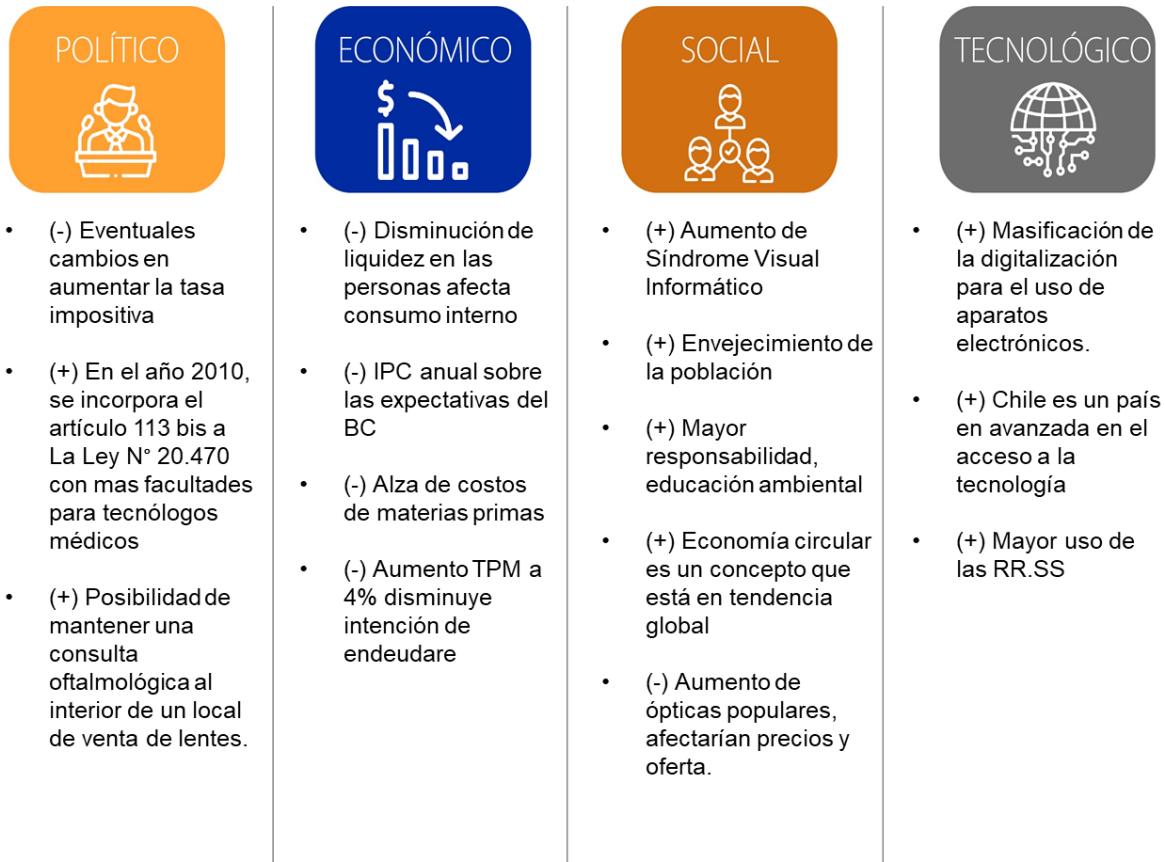 POLÍTICO
• (-) Eventuales
cambios en
aumentar la tasa
impositiva
• (+) En el año 2010,
se incorpora el
artículo 113 bis a
La Ley N° 20.470
con mas facultades
para tecnólogos
médicos
• (+) Posibilidad de
mantener una
consulta
oftalmológica al
interior de un local
de venta de lentes.
ECONÓMICO
$
• (-) Disminución de
liquidez en las
personas afecta
consumo interno
• (-) IPC anual sobre
las expectativas del
BC
• (-) Alza de costos
de materias primas
• (-) Aumento TPM a
4% disminuye
intención de
endeudare
SOCIAL
• (+) Aumento de
Síndrome Visual
Informático
• (+) Envejecimiento de
la población
• (+) Mayor
responsabilidad,
educación ambiental
• (+) Economía circular
es un concepto que
está en tendencia
global
• (-) Aumento de
ópticas populares,
afectarían precios y
oferta.
TECNOLÓGICO
• (+) Masificación de
la digitalización
para el uso de
aparatos
electrónicos.
• (+) Chile es un país
en avanzada en el
acceso a la
tecnología
• (+) Mayor uso de
las RR.SS